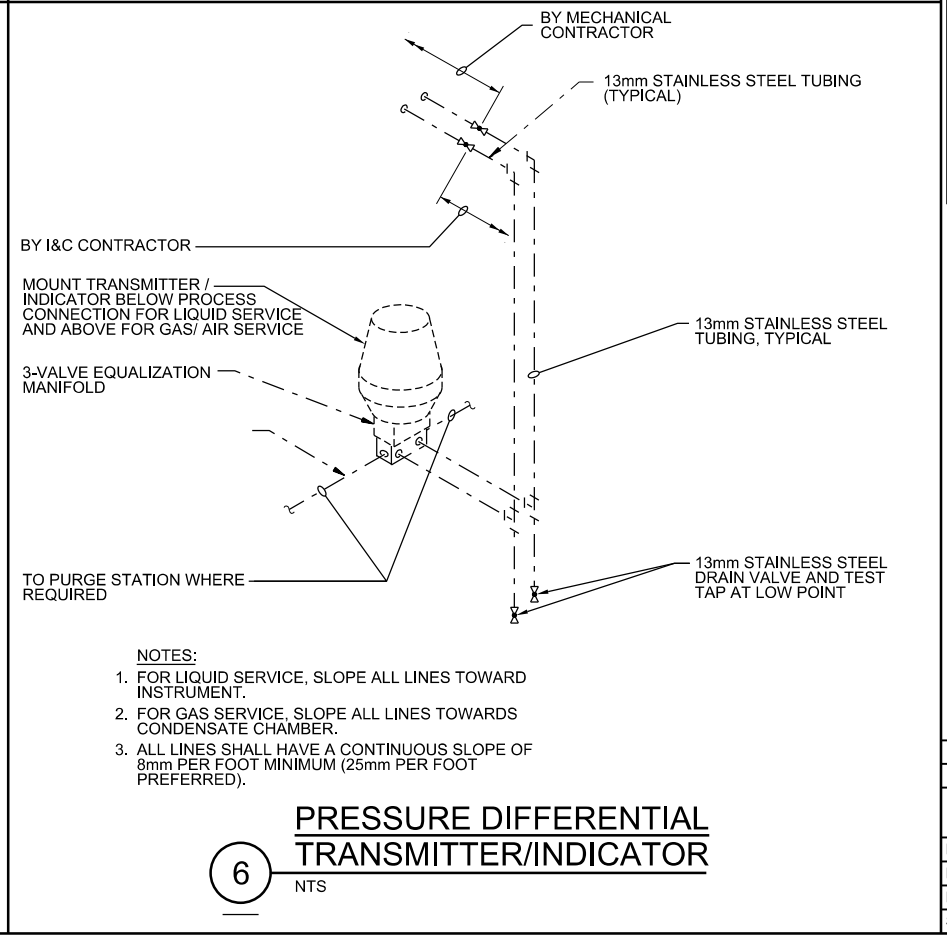 BY MECHANICAL
CONTRACTOR
13mm STAINLESS STEEL TUBING
(TYPICAL)
BY I&C CONTRACTOR
MOUNT TRANSMITTER /
INDICATOR BELOW PROCESS
CONNECTION FOR LIQUID SERVICE
AND ABOVE FOR GAS/ AIR SERVICE
13mm STAINLESS STEEL
TUBING, TYPICAL
3-VALVE EQUALIZATION
MANIFOLD
TO PURGE STATION WHERE
REQUIRED
13mm STAINLESS STEEL
DRAIN VALVE AND TEST
TAP AT LOW POINT
NOTES:
1. FOR LIQUID SERVICE, SLOPE ALL LINES TOWARD
INSTRUMENT.
2. FOR GAS SERVICE, SLOPE ALL LINES TOWARDS
CONDENSATE CHAMBER.
3. ALL LINES SHALL HAVE A CONTINUOUS SLOPE OF
8mm PER FOOT MINIMUM (25mm PER FOOT
PREFERRED).
PRESSURE DIFFERENTIAL
TRANSMITTER/INDICATOR
6
NTS